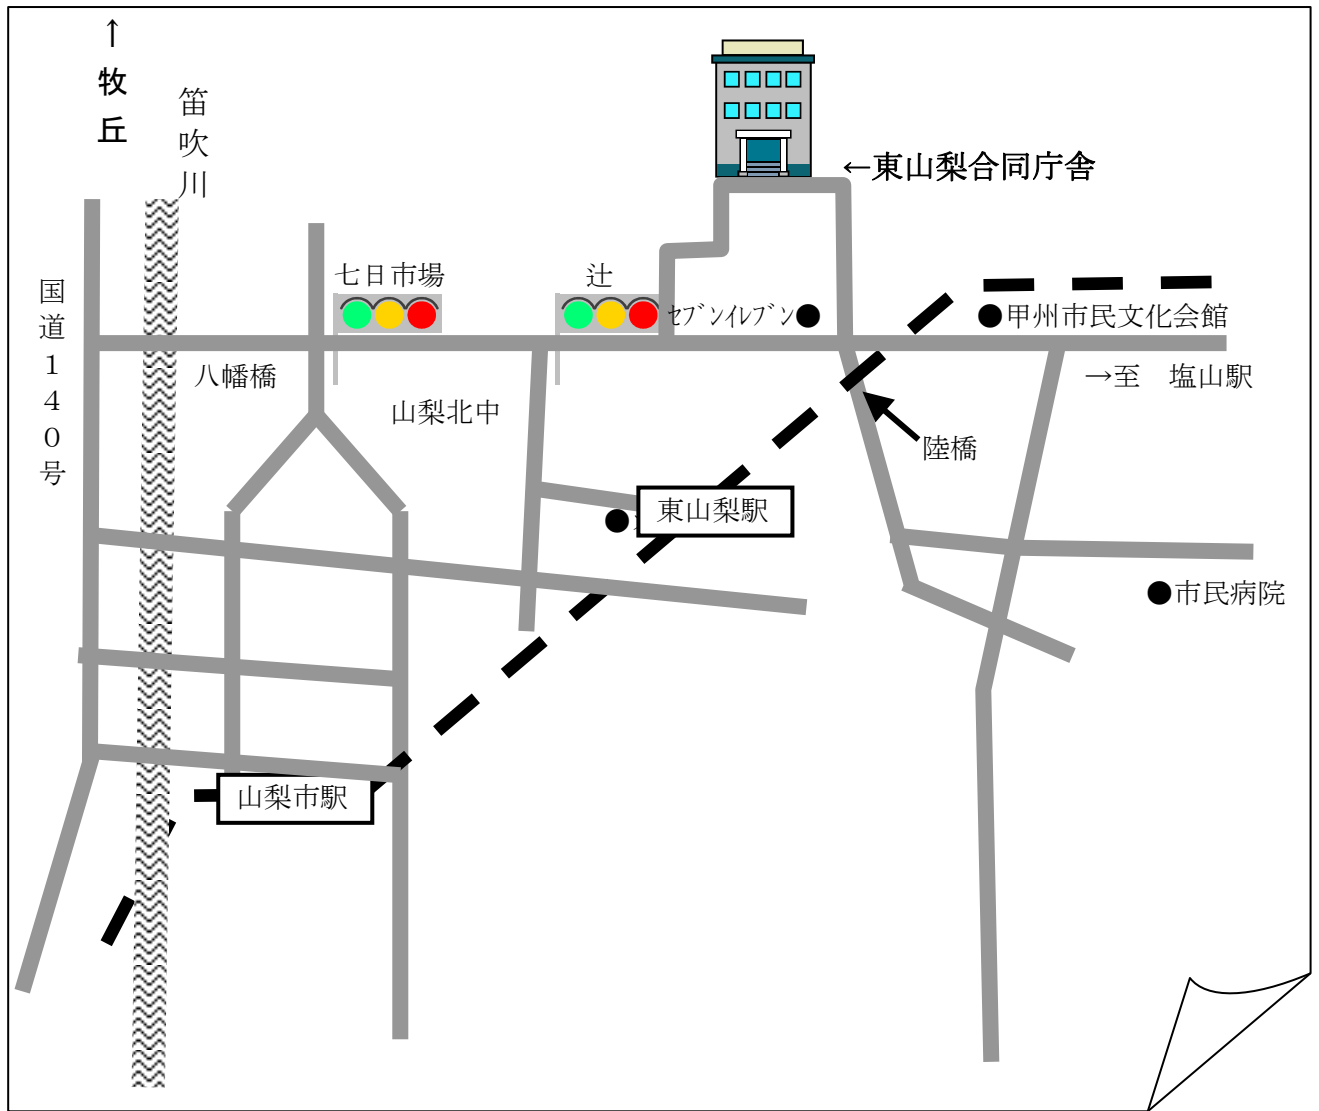 ↑牧丘
笛吹川
←東山梨合同庁舎
国道140号
七日市場
辻
ｾﾌﾞﾝｲﾚﾌﾞﾝ●
●甲州市民文化会館
八幡橋
→至　塩山駅
山梨北中
陸橋
東山梨駅
●市民病院
山梨市駅